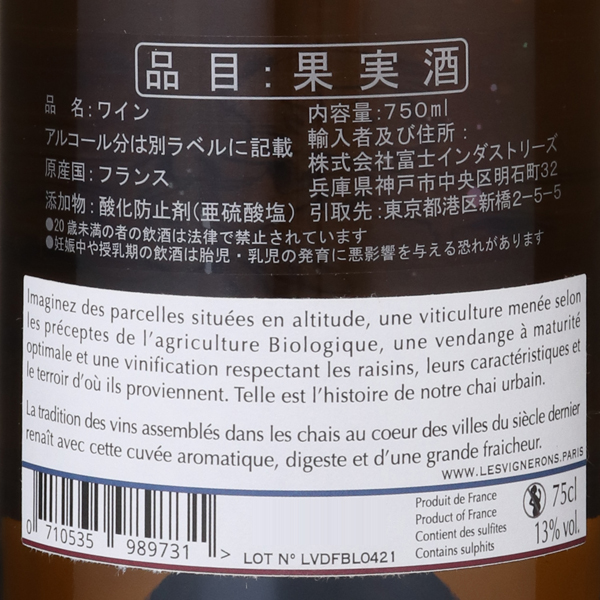 品目:果実酒
品 名:ワイン
内容量:750ml
アルコール分は別ラベルに記載
輸入者及び住所:
原産国:フランス
株式会社富士インダストリーズ
兵庫県神戸市中央区明石町32
添加物:酸化防止剤(亜硫酸塩)
引取先:東京都港区新橋2-5-5
●20歳未満の者の飲酒は法律で禁止されています
●妊娠中や授乳期の飲酒は胎児・乳児の発育に悪影響を与える恐れがあります
Imaginez des parcelles situées en altitude, une viticulture menée selon
les préceptes de l'agriculture Biologique, une vendange à maturité
optimale et une vinification respectant les raisins, leurs caractéristiques et
le terroir d'où ils proviennent. Telle est l'histoire de notre chai urbain.
La tradition des vins assemblés dans les chais au coeur des villes du siècle dernier
renaît avec cette cuvée aromatique, digeste et d'une grande fraicheur.
WWW.LESVIGNERONS.PARIS
0 710535 989731 >
LOT N° LVDFBL0421
Produit de France
Product of France
Contient des sulfites
Contains sulphits
75cl
13% vol.